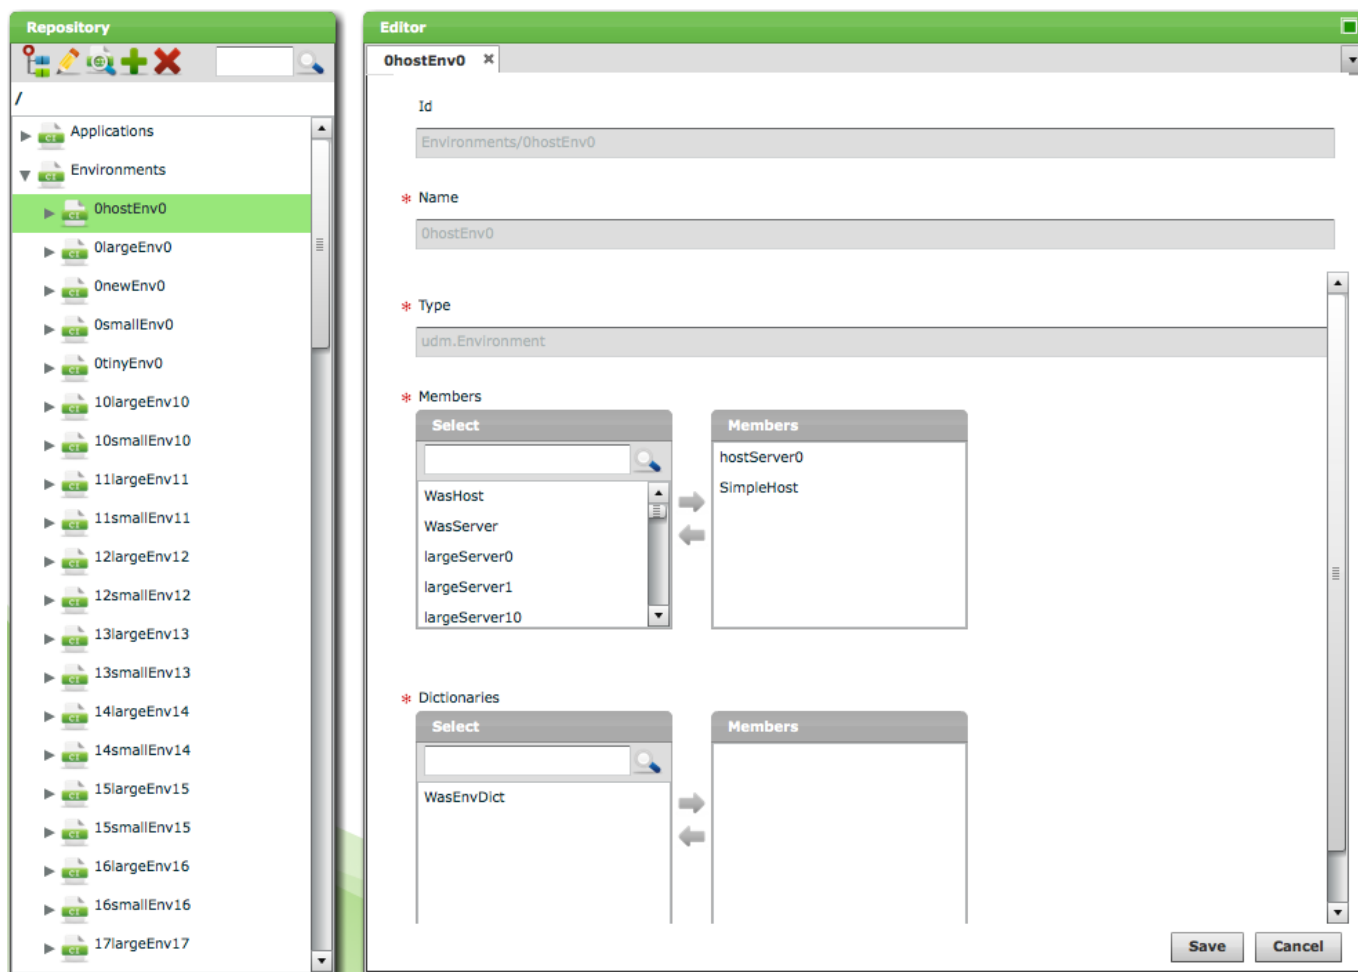 Repository
/
Applications
Environments
0hostEnv0
0largeEnv0
0newEnv0
0smallEnv0
0tinyEnv0
10largeEnv10
10smallEnv10
11largeEnv11
11smallEnv11
12largeEnv12
12smallEnv12
13largeEnv13
13smallEnv13
14largeEnv14
14smallEnv14
15largeEnv15
15smallEnv15
16largeEnv16
16smallEnv16
17largeEnv17
Editor
0hostEnv0
Id
Environments/0hostEnv0
* Name
0hostEnv0
* Type
udm.Environment
* Members
Select
WasHost
WasServer
largeServer0
largeServer1
largeServer10
Members
hostServer0
SimpleHost
* Dictionaries
Select
WasEnvDict
Members
Save
Cancel